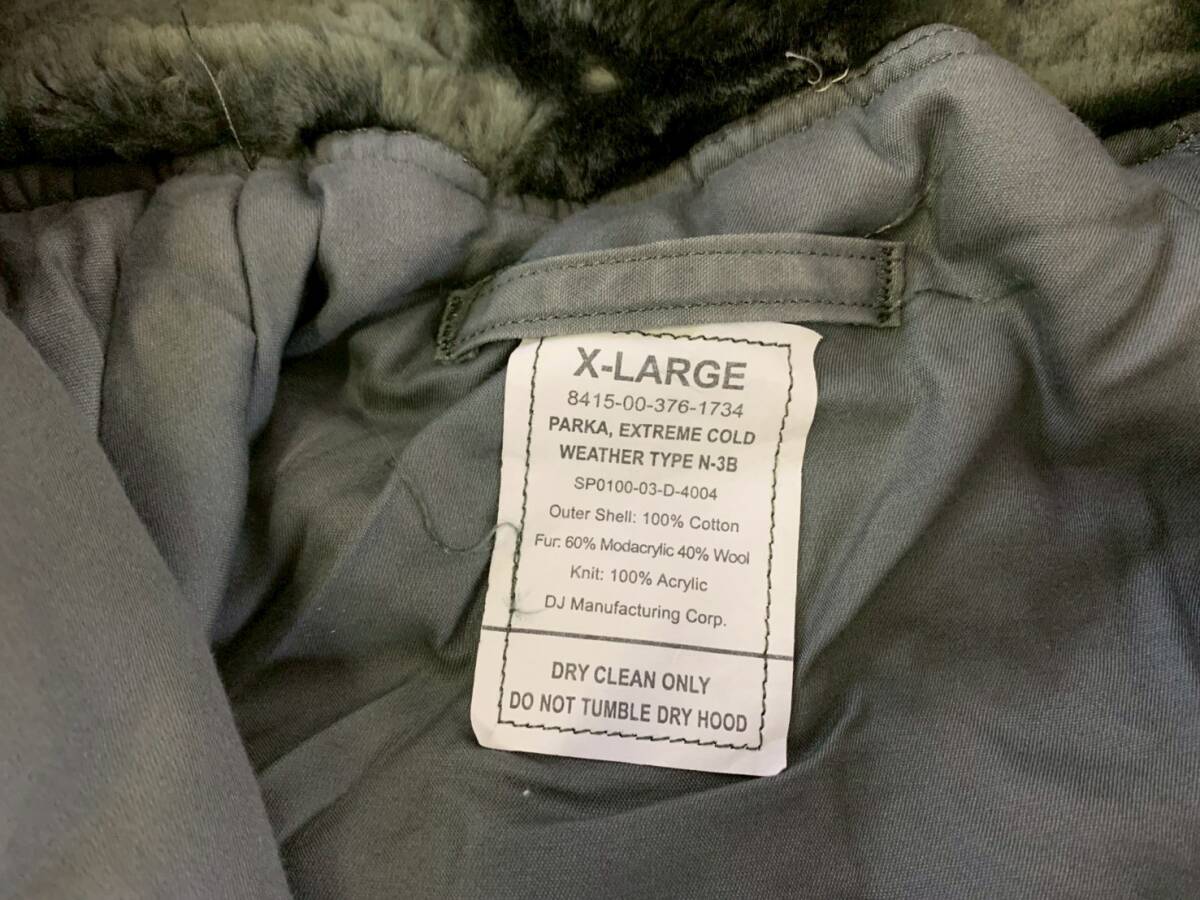 X-LARGE
8415-00-376-1734
PARKA, EXTREME COLD
WEATHER TYPE N-3B
SP0100-03-D-4004
Outer Shell: 100% Cotton
Fur: 60% Modacrylic 40% Wool
Knit: 100% Acrylic
DJ Manufacturing Corp.
DRY CLEAN ONLY
DO NOT TUMBLE DRY HOOD